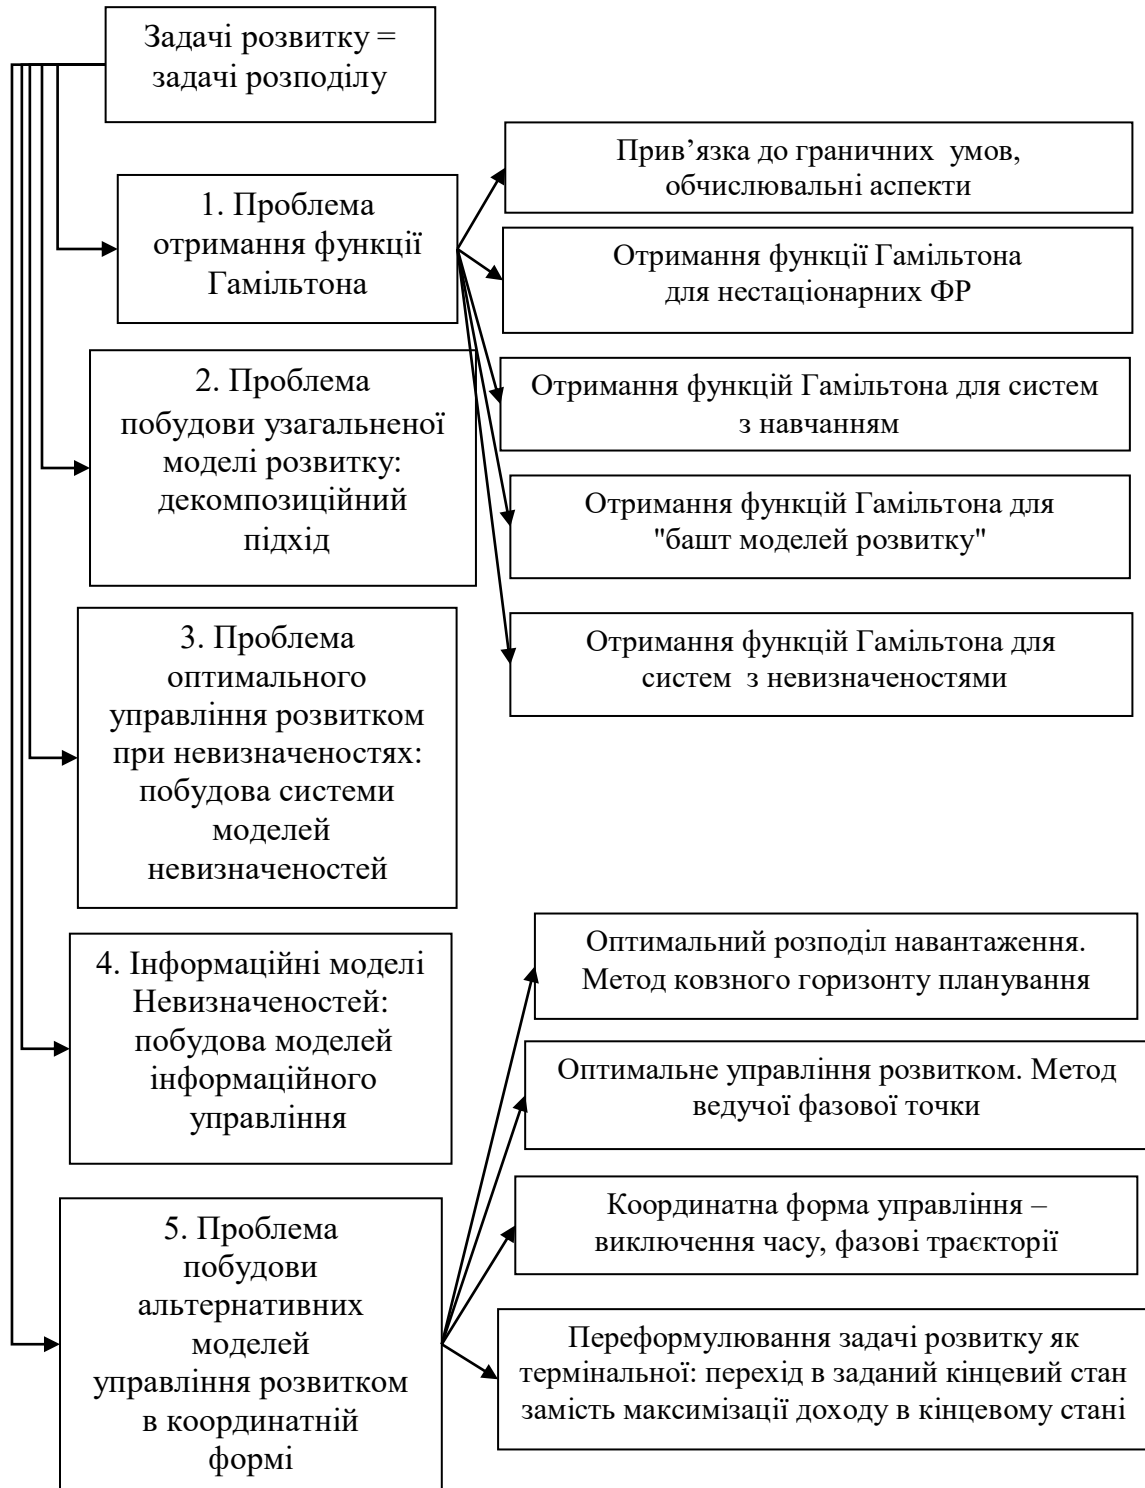 Задачі розвитку =
задачі розподілу
1. Проблема
отримання функції
Гамільтона
Прив’язка до граничних умов,
обчислювальні аспекти
Отримання функції Гамільтона
для нестаціонарних ФР
Отримання функцій Гамільтона для систем
з навчанням
Отримання функцій Гамільтона для
"башт моделей розвитку"
Отримання функцій Гамільтона для
систем з невизначеностями
2. Проблема
побудови узагальненої
моделі розвитку:
декомпозиційний
підхід
3. Проблема
оптимального
управління розвитком
при невизначеностях:
побудова системи
моделей
невизначеностей
4. Інформаційні моделі
Невизначеностей:
побудова моделей
інформаційного
управління
5. Проблема
побудови
альтернативних
моделей
управління розвитком
в координатній
формі
Оптимальний розподіл навантаження.
Метод ковзного горизонту планування
Оптимальне управління розвитком. Метод
ведучої фазової точки
Координатна форма управління –
виключення часу, фазові траєкторії
Переформулювання задачі розвитку як
термінальної: перехід в заданий кінцевий стан
замість максимізації доходу в кінцевому стані